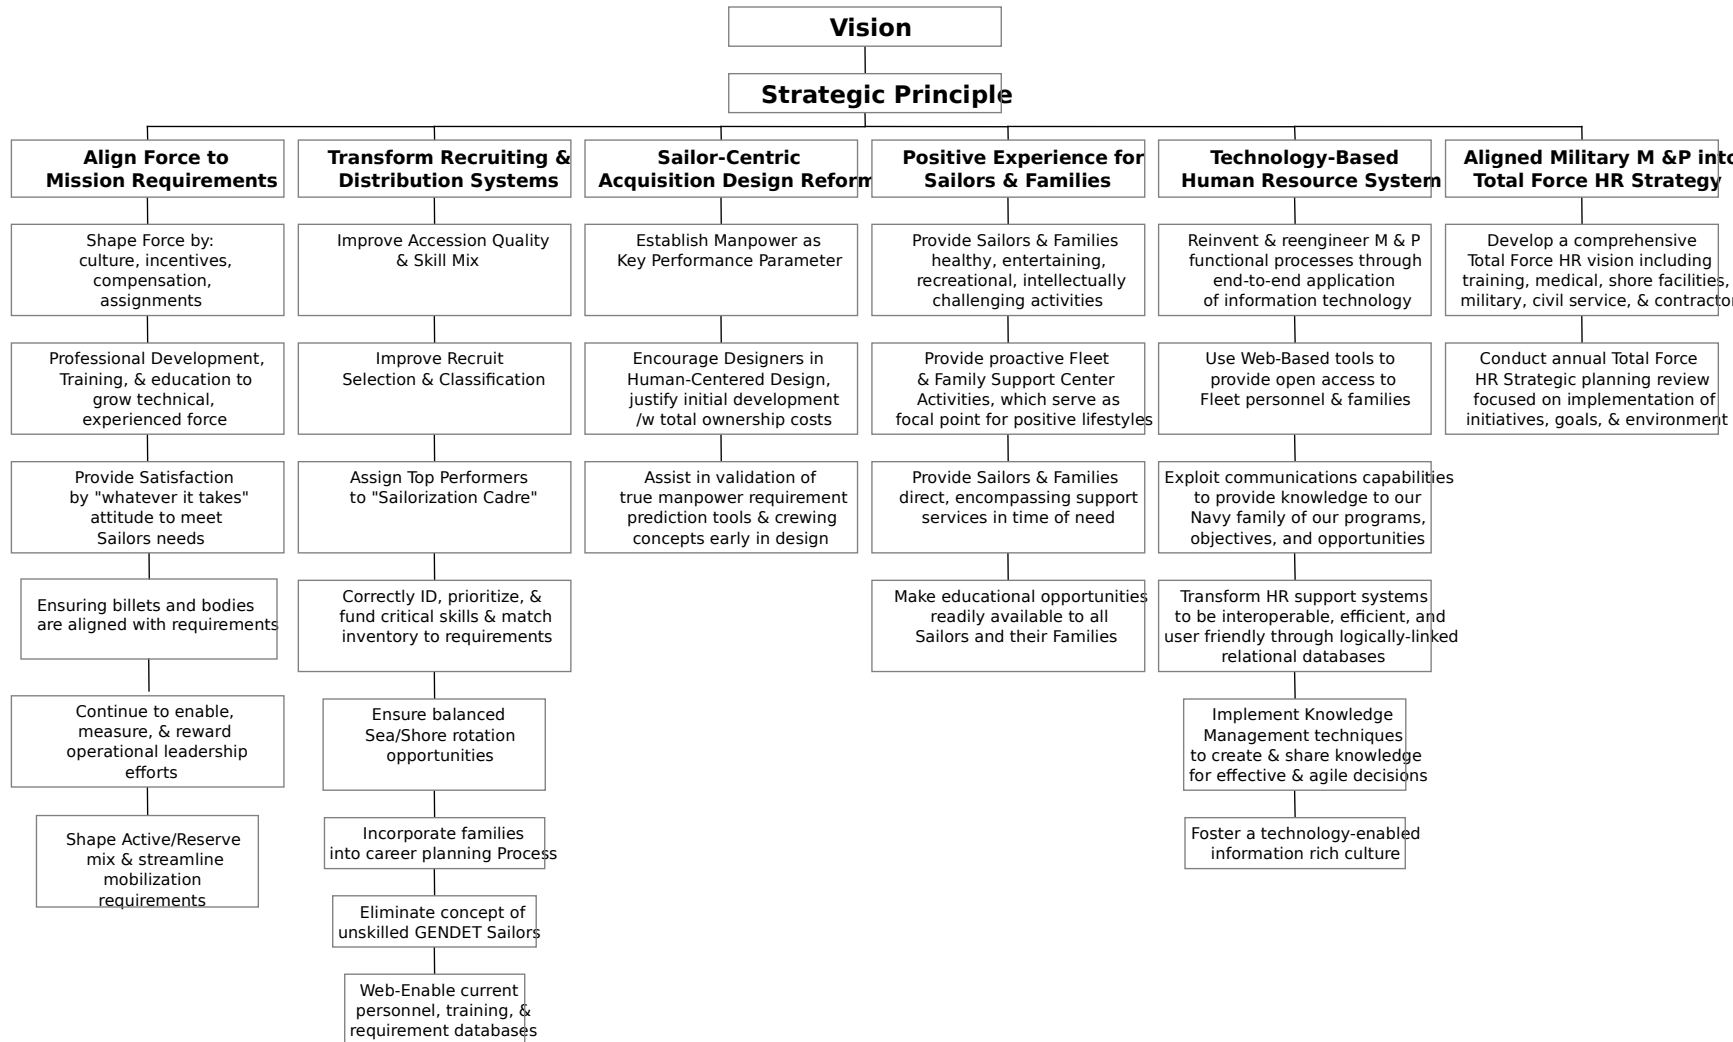 Vision
Strategic Principle
Align Force to
Mission Requirements
Shape Force by:
culture, incentives,
compensation,
assignments
Professional Development,
Training, & education to
grow technical,
experienced force
Provide Satisfaction
by "whatever it takes"
attitude to meet
Sailors needs
Ensuring billets and bodies
are aligned with requirements
Continue to enable,
measure, & reward
operational leadership
efforts
Shape Active/Reserve
mix & streamline
mobilization
requirements
Transform Recruiting &
Distribution Systems
Improve Accession Quality
& Skill Mix
Improve Recruit
Selection & Classification
Assign Top Performers
to "Sailorization Cadre"
Correctly ID, prioritize, &
fund critical skills & match
inventory to requirements
Ensure balanced
Sea/Shore rotation
opportunities
Incorporate families
into career planning Process
Eliminate concept of
unskilled GENDET Sailors
Web-Enable current
personnel, training, &
requirement databases
Sailor-Centric
Acquisition Design Reform
Establish Manpower as
Key Performance Parameter
Encourage Designers in
Human-Centered Design,
justify initial development
/w total ownership costs
Assist in validation of
true manpower requirement
prediction tools & crewing
concepts early in design
Positive Experience for
Sailors & Families
Provide Sailors & Families
healthy, entertaining,
recreational, intellectually
challenging activities
Provide proactive Fleet
& Family Support Center
Activities, which serve as
focal point for positive lifestyles
Provide Sailors & Families
direct, encompassing support
services in time of need
Make educational opportunities
readily available to all
Sailors and their Families
Technology-Based
Human Resource System
Reinvent & reengineer M & P
functional processes through
end-to-end application
of information technology
Use Web-Based tools to
provide open access to
Fleet personnel & families
Exploit communications capabilities
to provide knowledge to our
Navy family of our programs,
objectives, and opportunities
Transform HR support systems
to be interoperable, efficient, and
user friendly through logically-linked
relational databases
Implement Knowledge
Management techniques
to create & share knowledge
for effective & agile decisions
Foster a technology-enabled
information rich culture
Aligned Military M &P into
Total Force HR Strategy
Develop a comprehensive
Total Force HR vision including
training, medical, shore facilities,
military, civil service, & contractor
Conduct annual Total Force
HR Strategic planning review
focused on implementation of
initiatives, goals, & environment